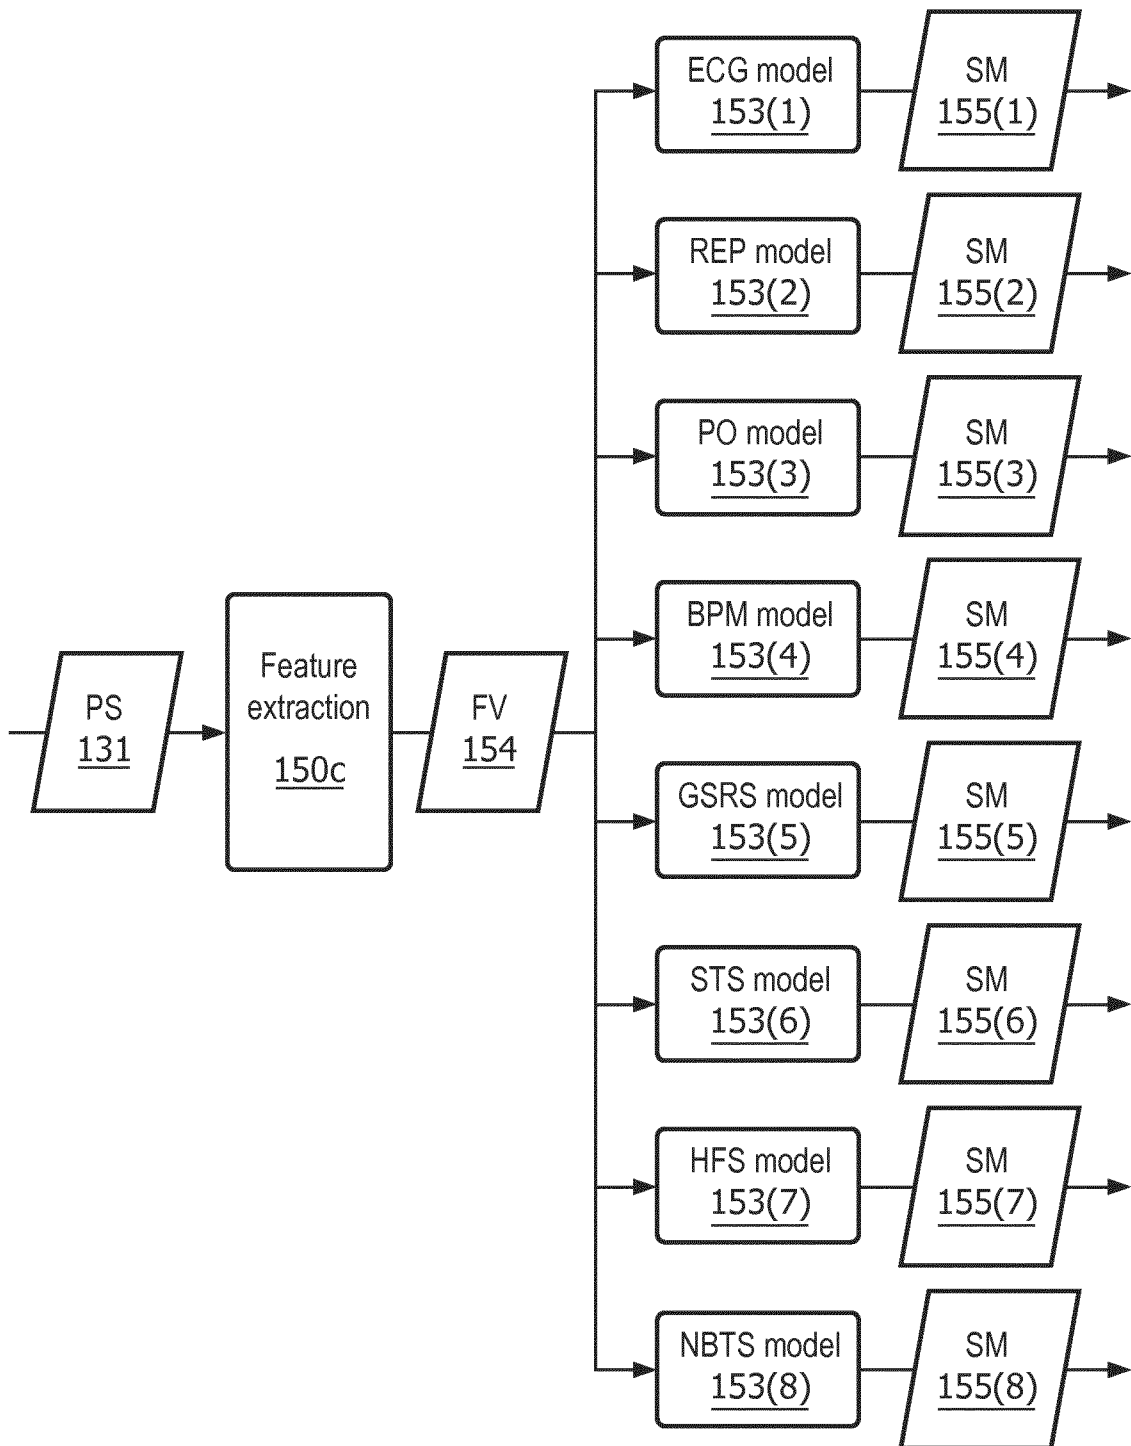 PS
131
Feature
extraction
150c
FV
154
ECG model
153(1)
SM
155(1)
REP model
153(2)
SM
155(2)
PO model
153(3)
SM
155(3)
BPM model
153(4)
SM
155(4)
GSRS model
153(5)
SM
155(5)
STS model
153(6)
SM
155(6)
HFS model
153(7)
SM
155(7)
NBTS model
153(8)
SM
155(8)